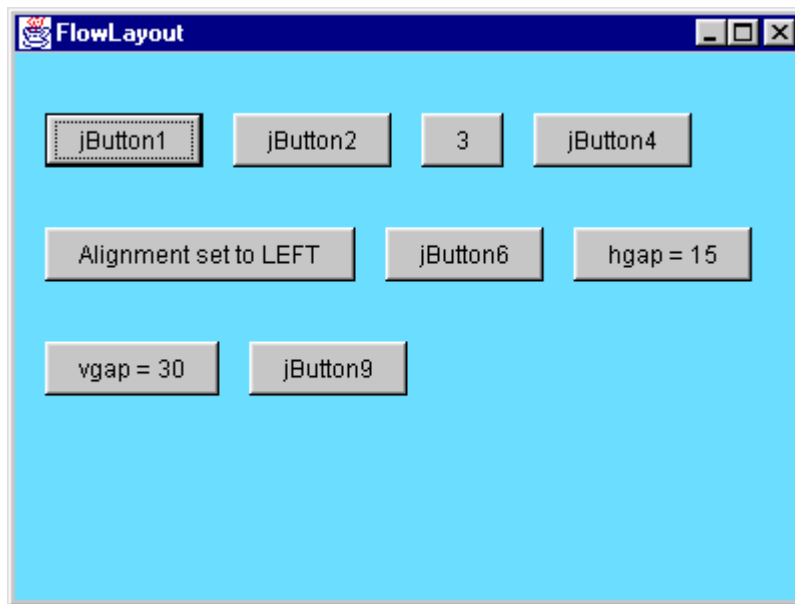 FlowLayout
jButton1 jButton2 3 jButton4
Alignment set to LEFT jButton6 hgap = 15
vgap = 30 jButton9